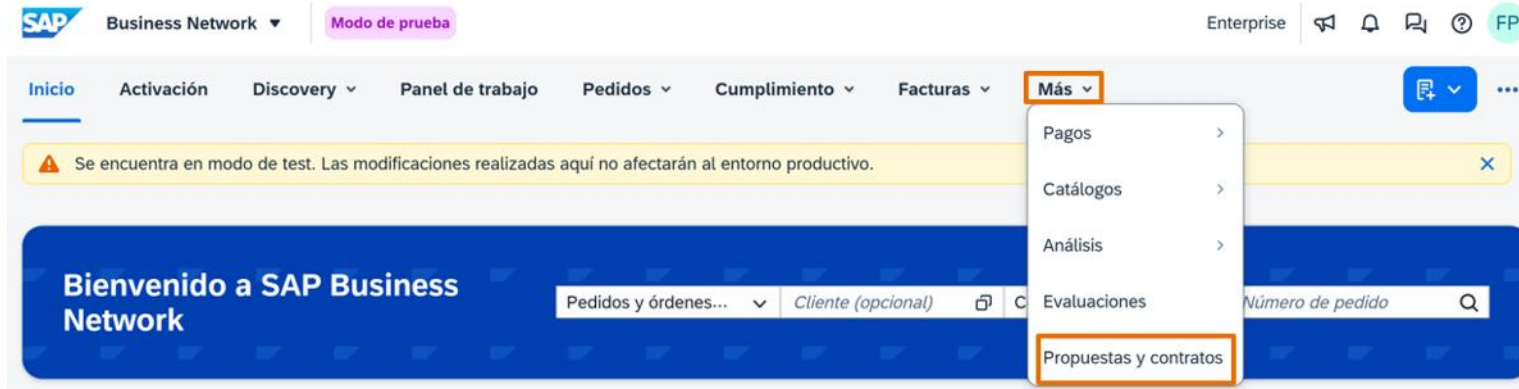 SAP Business Network Modo de prueba Enterprise FP
Inicio Activación Discovery Panel de trabajo Pedidos Cumplimiento Facturas Más
Pagos
Se encuentra en modo de test. Las modificaciones realizadas aquí no afectarán al entorno productivo.
Catálogos
Análisis
Bienvenido a SAP Business
Network
Pedidos y órdenes... Cliente (opcional) C Evaluaciones Número de pedido
Propuestas y contratos